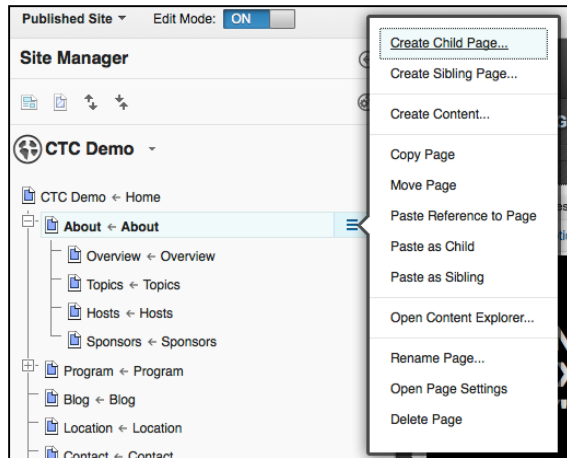 Published Site Edit Mode: ON
Site Manager
CTC Demo
CTC Demo ← Home
About ← About
Overview ← Overview
Topics ← Topics
Hosts ← Hosts
Sponsors ← Sponsors
Program ← Program
Blog ← Blog
Location ← Location
Contact ← Contact
Create Child Page...
Create Sibling Page...
Create Content...
Copy Page
Move Page
Paste Reference to Page
Paste as Child
Paste as Sibling
Open Content Explorer...
Rename Page...
Open Page Settings
Delete Page